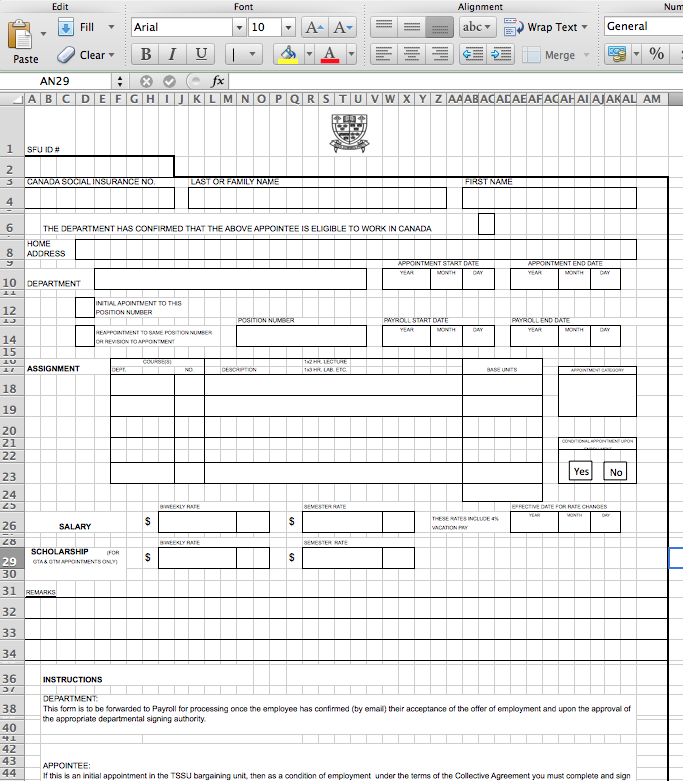 Edit Font Alignment Num
Paste Fill Clear Arial 10 A A abc Wrap Text General
B I U A Merge %
AN29 fx
A B C D E F G H I J K L M N O P Q R S T U V W X Y Z AA AB AC AD AE AF AG AH AI AJ AK AL AM
1 SFU ID #
2
3 CANADA SOCIAL INSURANCE NO. LAST OR FAMILY NAME FIRST NAME
4
6 THE DEPARTMENT HAS CONFIRMED THAT THE ABOVE APPOINTEE IS ELIGIBLE TO WORK IN CANADA
8 HOME
ADDRESS
9 APPOINTMENT START DATE APPOINTMENT END DATE
YEAR MONTH DAY YEAR MONTH DAY
10 DEPARTMENT
11
12 INITIAL APOINTMENT TO THIS
POSITION NUMBER
13 POSITION NUMBER PAYROLL START DATE PAYROLL END DATE
YEAR MONTH DAY YEAR MONTH DAY
14 REAPPOINTMENT TO SAME POSITION NUMBER
OR REVISION TO APPOINTMENT
15
16 COURSE(S) 1x2 HR. LECTURE
17 ASSIGNMENT DEPT. NO. DESCRIPTION 1x3 HR. LAB. ETC. BASE UNITS APPOINTMENT CATEGORY
18
19
20
21 CONDITIONAL APPOINTMENT UPON
22
23 Yes No
24
25 BIWEEKLY RATE SEMESTER RATE EFFECTIVE DATE FOR RATE CHANGES
YEAR MONTH DAY
26 SALARY $ $ THESE RATES INCLUDE 4%
VACATION PAY
28 BIWEEKLY RATE SEMESTER RATE
29 SCHOLARSHIP (FOR
GTA & GTM APPOINTMENTS ONLY) $ $
30
31 REMARKS
32
33
34
36 INSTRUCTIONS
37 DEPARTMENT:
38 This form is to be forwarded to Payroll for processing once the employee has confirmed (by email) their acceptance of the offer of employment and upon the approval of
the appropriate departmental signing authority.
40
41
42
43 APPOINTEE:
44 If this is an initial appointment in the TSSU bargaining unit, then as a condition of employment under the terms of the Collective Agreement you must complete and sign